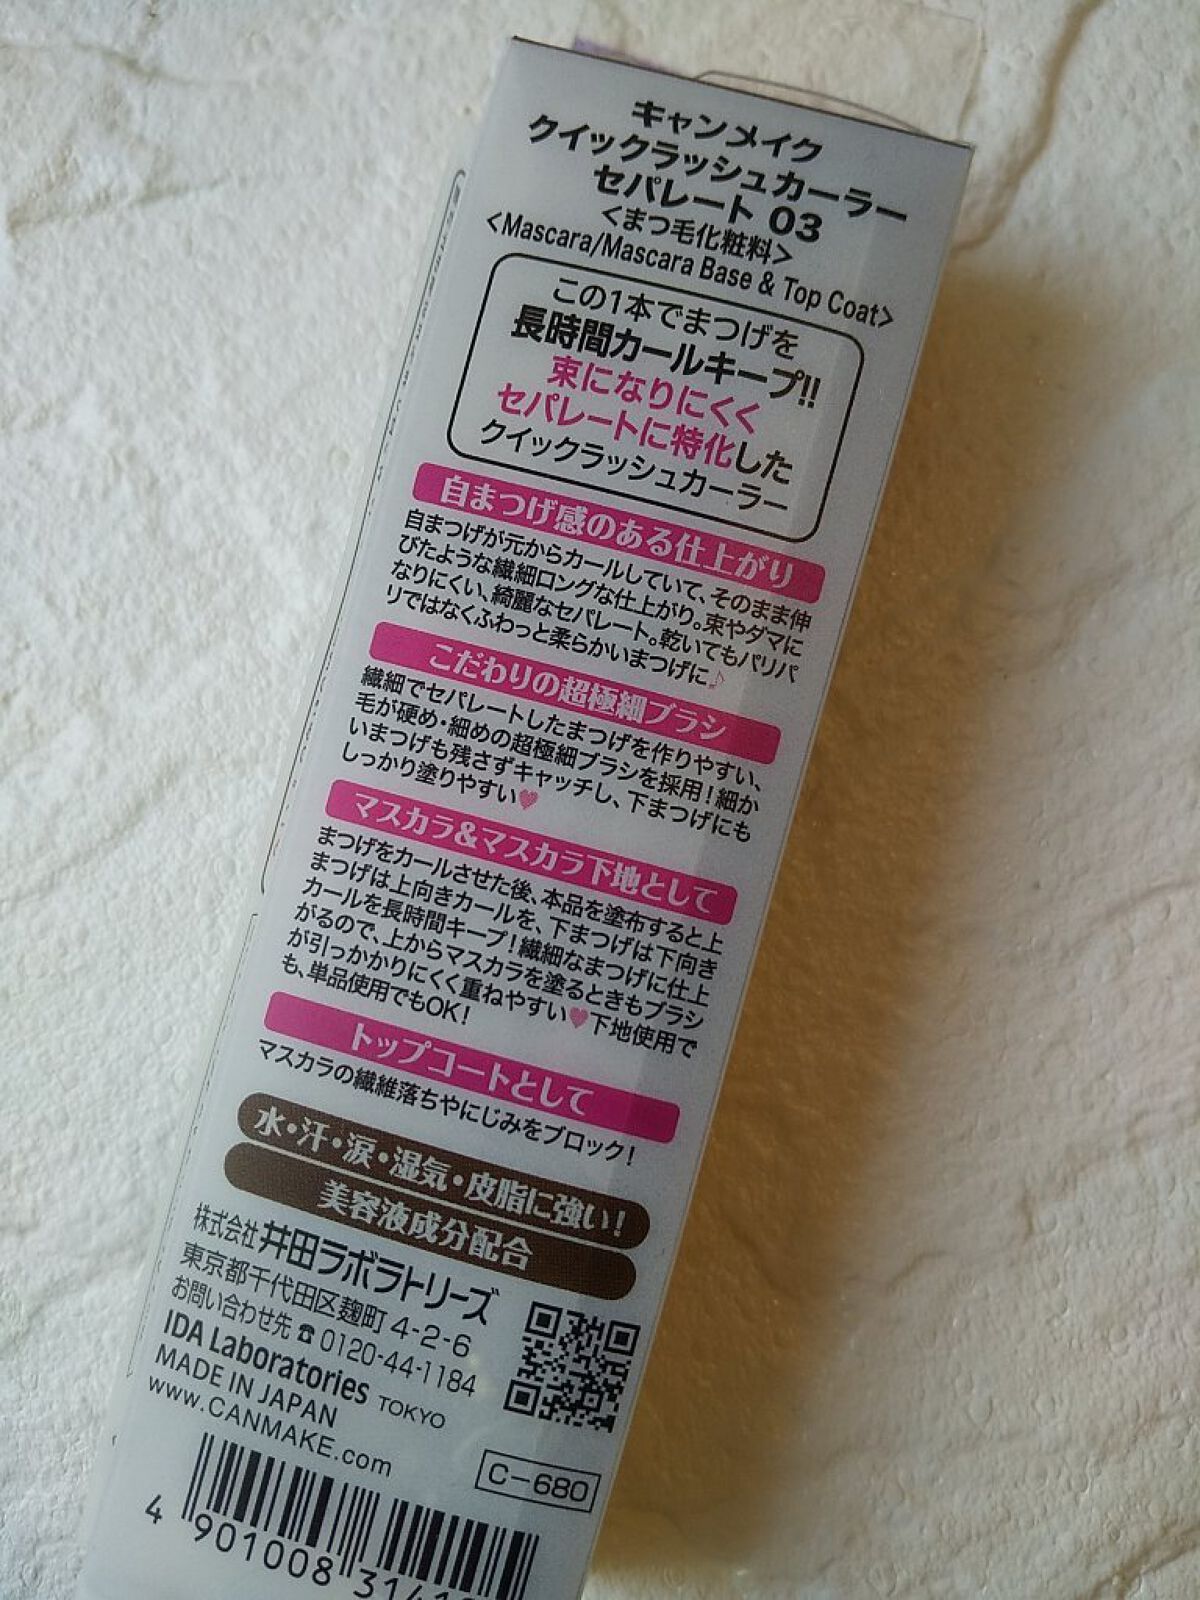 キャンメイク
クイックラッシュカーラー
セパレート 03
<まつ毛化粧料>
<Mascara/Mascara Base & Top Coat>
この1本でまつげを
長時間カールキープ!!
束になりにくく
セパレートに特化した
クイックラッシュカーラー
自まつげ感のある仕上がり
自まつげが元からカールしていて、そのまま伸
びたような繊細ロングな仕上がり。束やダマに
なりにくい、綺麗なセパレート。乾いてもパリパ
リではなくふわっと柔らかいまつげに♪
こだわりの超極細ブラシ
繊細でセパレートしたまつげを作りやすい、
毛が硬め・細めの超極細ブラシを採用!細か
いまつげも残さずキャッチし、下まつげにも
しっかり塗りやすい♥
マスカラ&マスカラ下地として
まつげをカールさせた後、本品を塗布すると上
まつげは上向きカールを、下まつげは下向き
カールを長時間キープ!繊細なまつげに仕上
がるので、上からマスカラを塗るときもブラシ
が引っかかりにくく重ねやすい♥下地使用で
も、単品使用でもOK!
トップコートとして
マスカラの繊維落ちやにじみをブロック!
水・汗・涙・湿気・皮脂に強い!
美容液成分配合
株式会社井田ラボラトリーズ
東京都千代田区麹町 4-2-6
お問い合わせ先 ☎ 0120-44-1184
IDA Laboratories TOKYO
MADE IN JAPAN
www.CANMAKE.com
C-680
4 901008 314